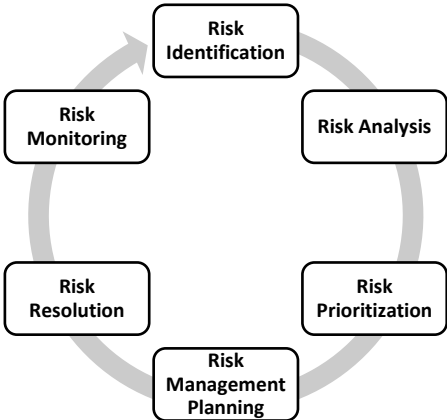 Risk
Identification
Risk Analysis
Risk
Prioritization
Risk
Management
Planning
Risk
Resolution
Risk
Monitoring